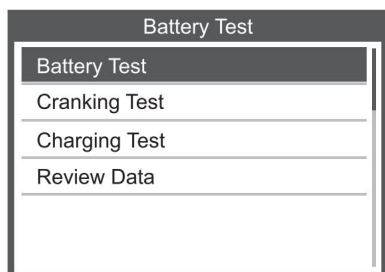 Battery Test
Battery Test
Cranking Test
Charging Test
Review Data